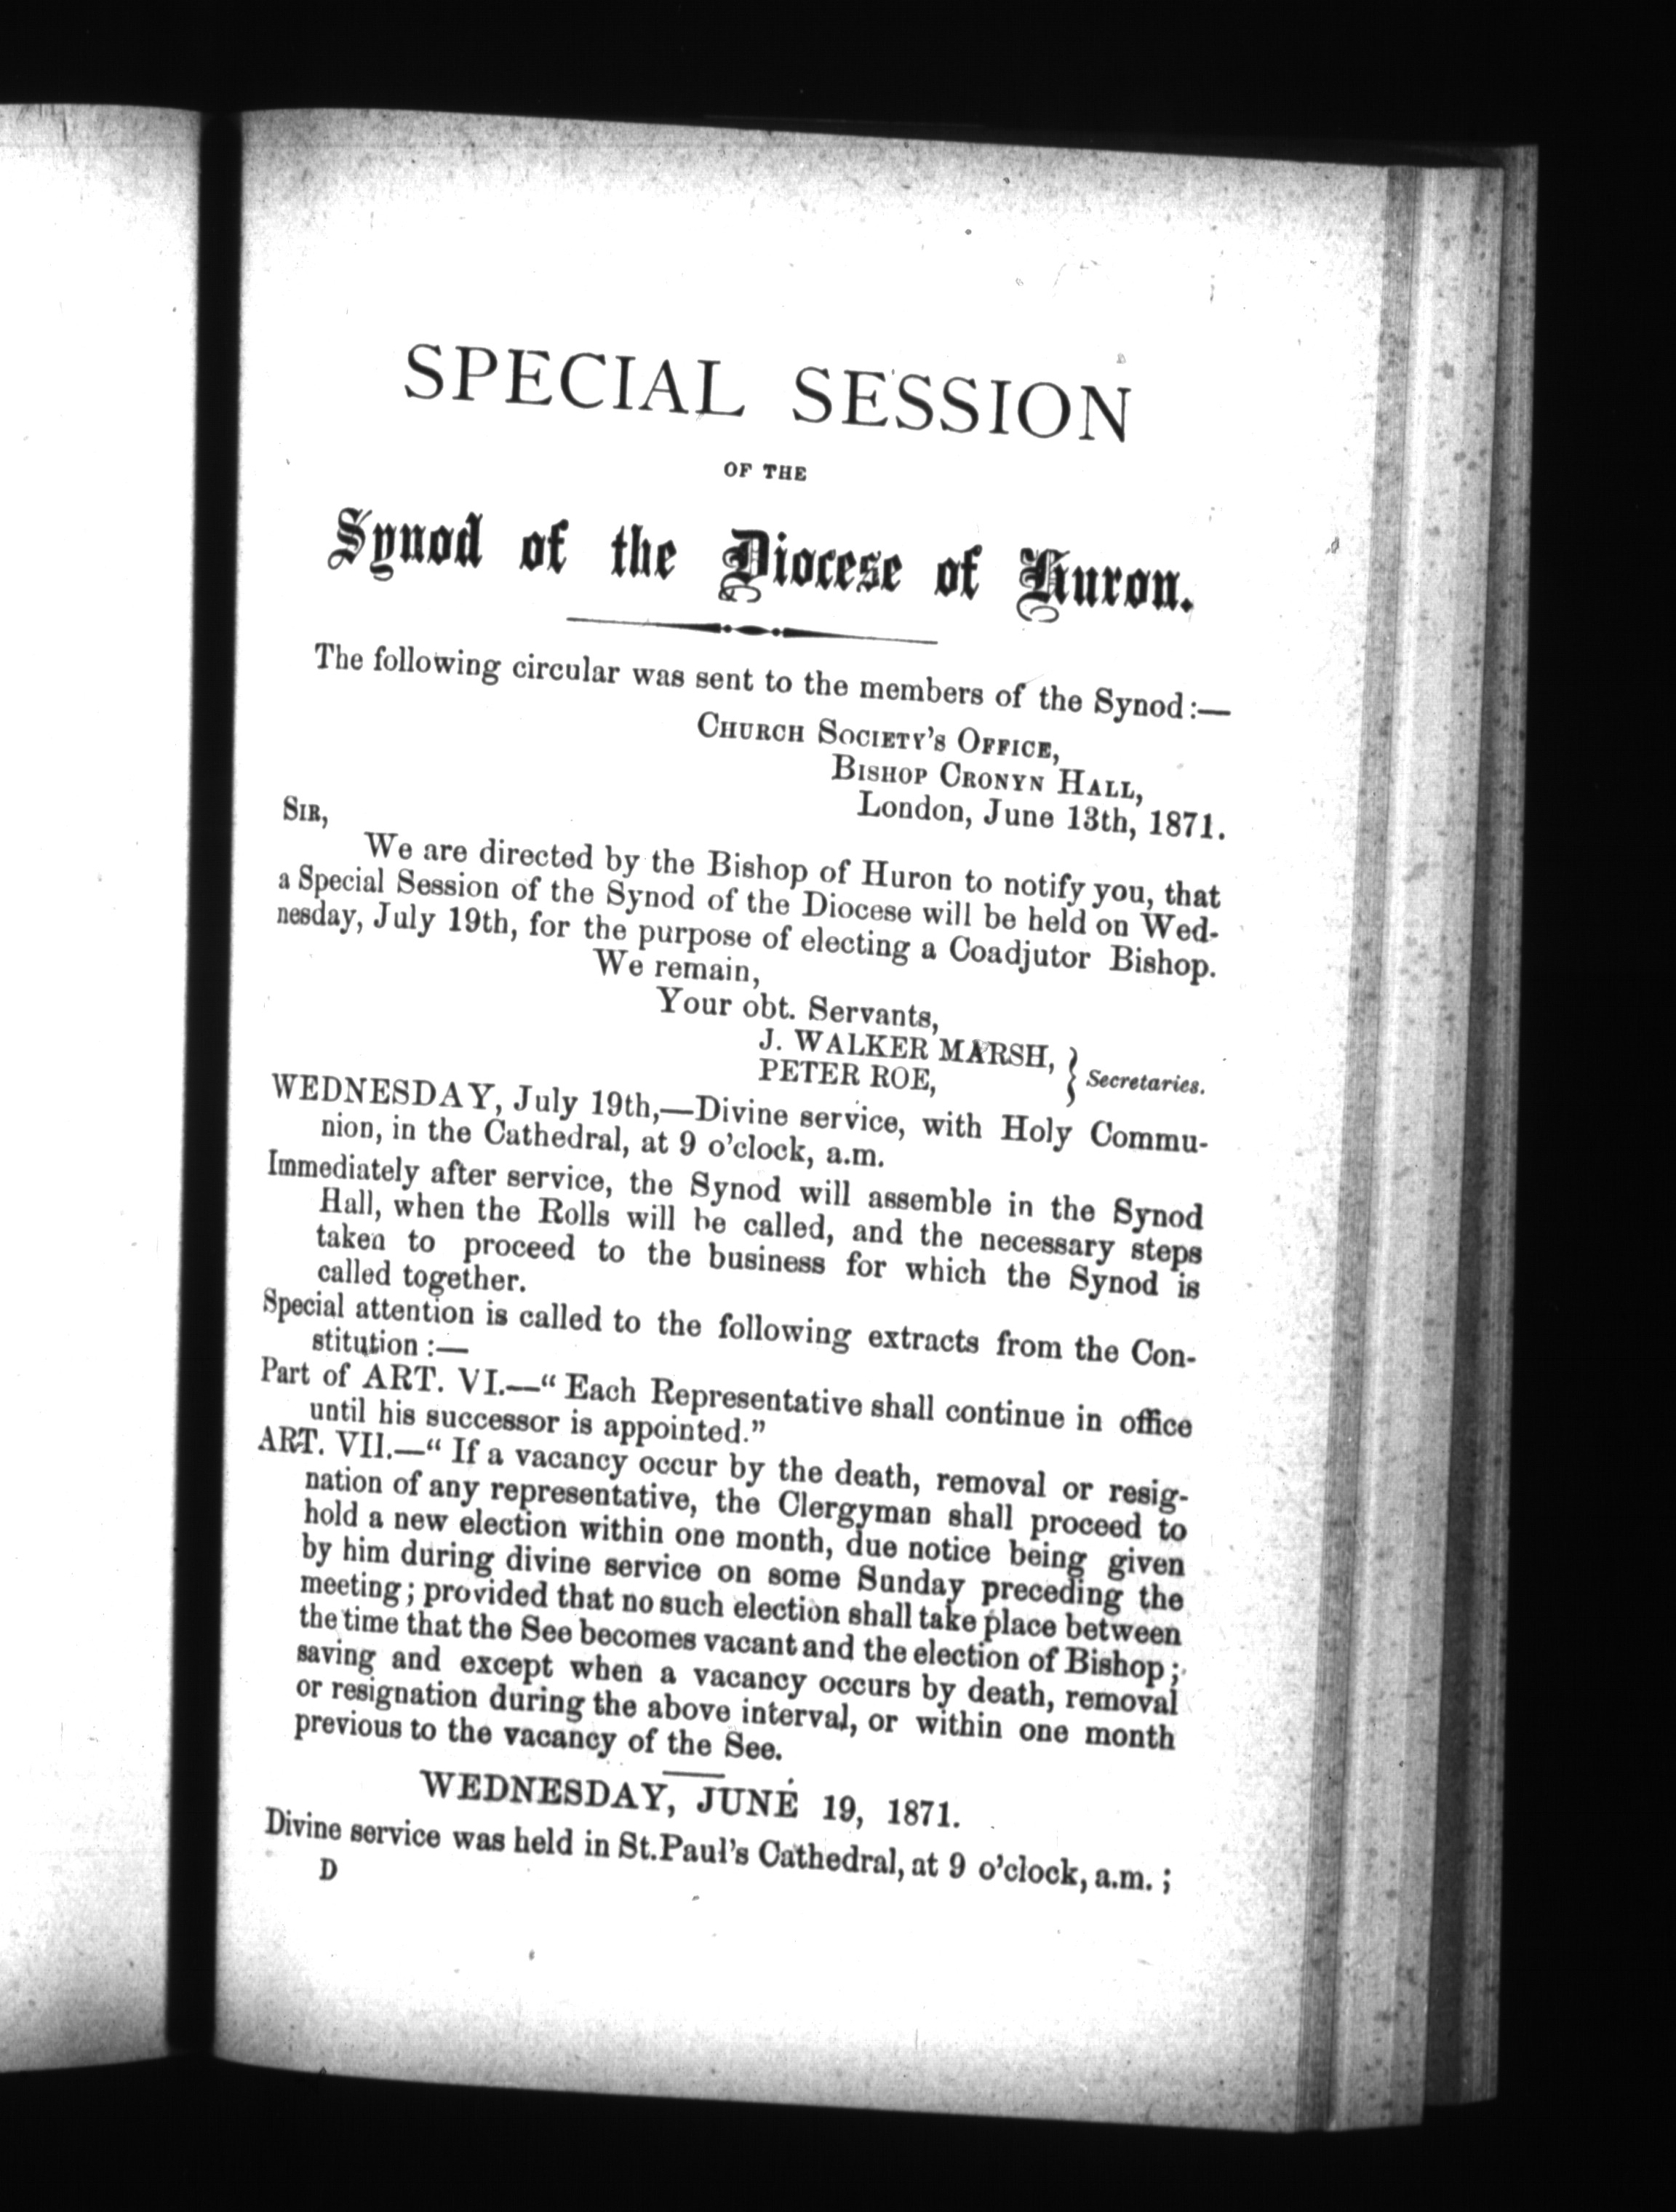 SPECIAL SESSION
OF THE
Synod of the Diocese of Huron.
The following circular was sent to the members of the Synod:—
CHURCH SOCIETY'S OFFICE,
BISHOP CRONYN HALL,
London, June 13th, 1871.
SIR,
We are directed by the Bishop of Huron to notify you, that
a Special Session of the Synod of the Diocese will be held on Wed-
nesday, July 19th, for the purpose of electing a Coadjutor Bishop.
We remain,
Your obt. Servants,
J. WALKER MARSH,
PETER ROE, } Secretaries.
WEDNESDAY, July 19th,—Divine service, with Holy Commu-
nion, in the Cathedral, at 9 o'clock, a.m.
Immediately after service, the Synod will assemble in the Synod
Hall, when the Rolls will be called, and the necessary steps
taken to proceed to the business for which the Synod is
called together.
Special attention is called to the following extracts from the Con-
stitution :—
Part of ART. VI.—“ Each Representative shall continue in office
until his successor is appointed.”
ART. VII.—“ If a vacancy occur by the death, removal or resig-
nation of any representative, the Clergyman shall proceed to
hold a new election within one month, due notice being given
by him during divine service on some Sunday preceding the
meeting; provided that no such election shall take place between
the time that the See becomes vacant and the election of Bishop;
saving and except when a vacancy occurs by death, removal
or resignation during the above interval, or within one month
previous to the vacancy of the See.
WEDNESDAY, JUNE 19, 1871.
Divine service was held in St. Paul's Cathedral, at 9 o'clock, a.m. ;
D